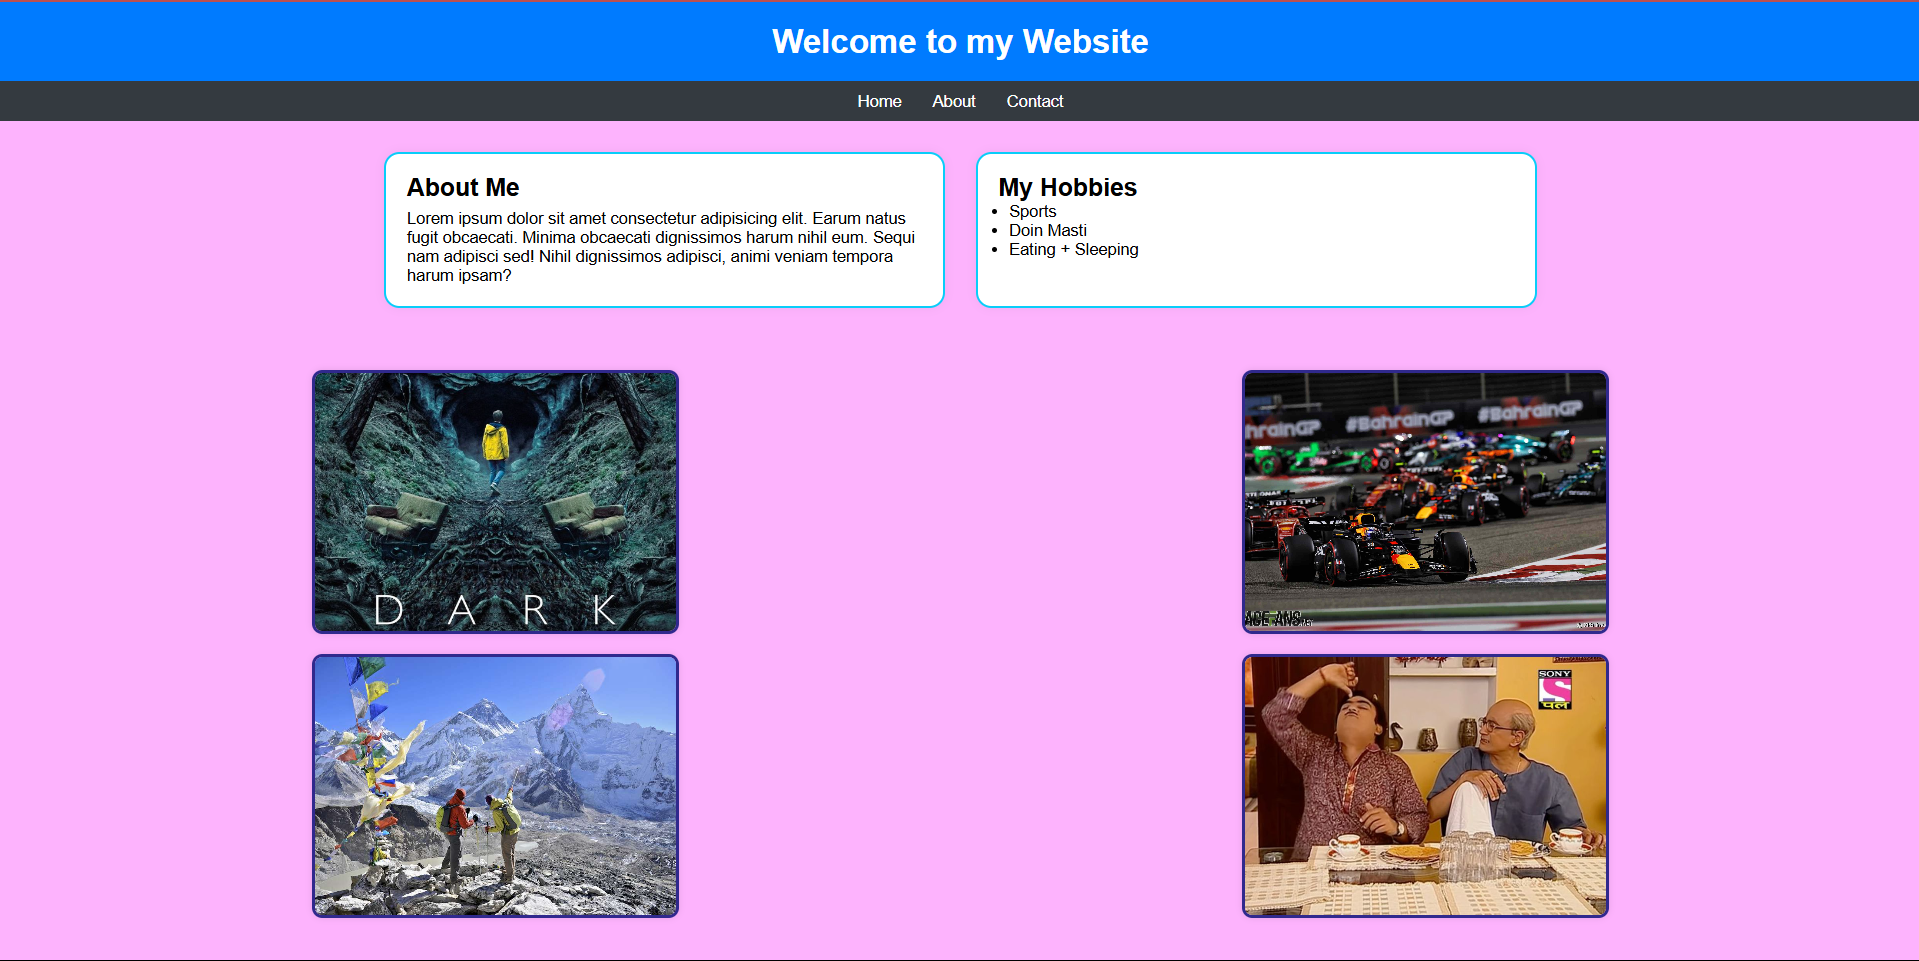 Welcome to my Website
Home About Contact
About Me
Lorem ipsum dolor sit amet consectetur adipisicing elit. Earum natus
fugit obcaecati. Minima obcaecati dignissimos harum nihil eum. Sequi
nam adipisci sed! Nihil dignissimos adipisci, animi veniam tempora
harum ipsam?
My Hobbies
Sports
Doin Masti
Eating + Sleeping
DARK
#BahrainGP
#BahrainGP
SONY
पल